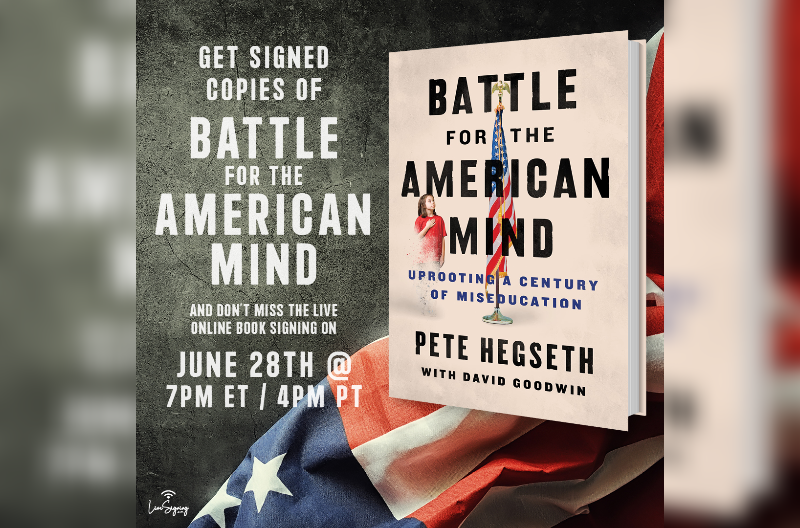 GET SIGNED
COPIES OF
BATTLE
FOR THE
AMERICAN
MIND
AND DON'T MISS THE LIVE
ONLINE BOOK SIGNING ON
JUNE 28TH @
7PM ET / 4PM PT
LiveSigning
BATTLE
FOR THE
AMERICAN
MIND
UPROOTING A CENTURY
OF MISEDUCATION
PETE HEGSETH
WITH DAVID GOODWIN